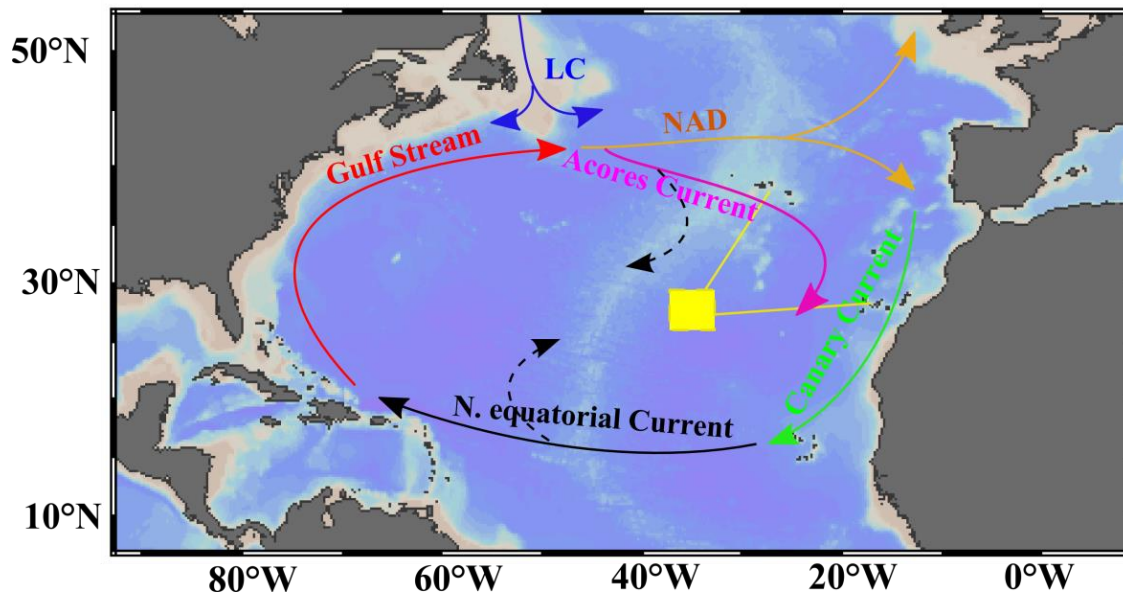 50°N
LC
NAD
Gulf Stream
Acores Current
30°N
Canary Current
N. equatorial Current
10°N
80°W
60°W
40°W
20°W
0°W